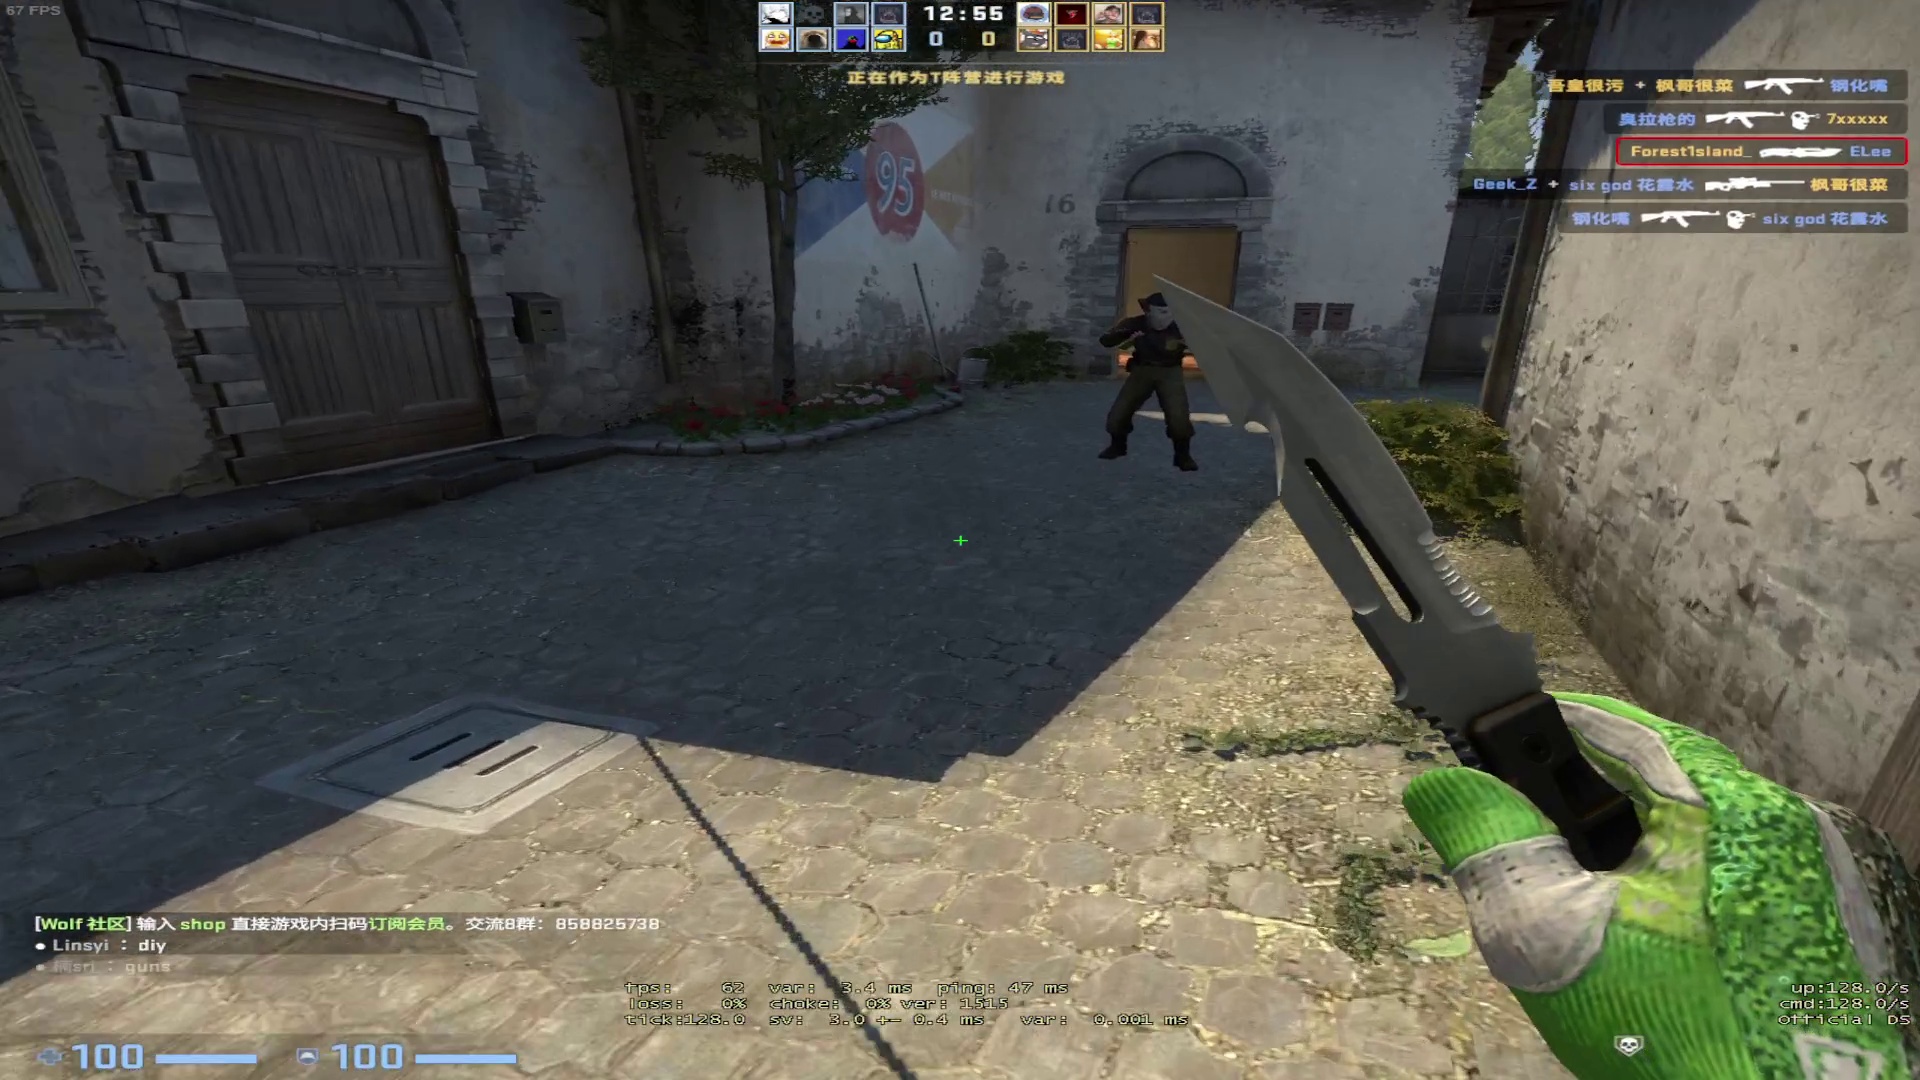 67 FPS
12:55
0 0
正在作为T阵营进行游戏
吾皇很污 + 枫哥很菜 钢化嘴
臭拉枪的 7xxxxx
Forest1sland_ ELee
Geek_Z + six god 花露水 枫哥很菜
钢化嘴 six god 花露水
95
16
[Wolf 社区] 输入 shop 直接游戏内扫码订阅会员。交流8群：858825738
Linsyi : diy
sri : guns
fps: 62 var: 3.4 ms ping: 47 ms
loss: 0% choke: 0% ver: 1515
tick:128.0 sv: 3.0 +- 0.4 ms var: 0.001 ms
up:128.0/s
cmd:128.0/s
Official DS
100 100